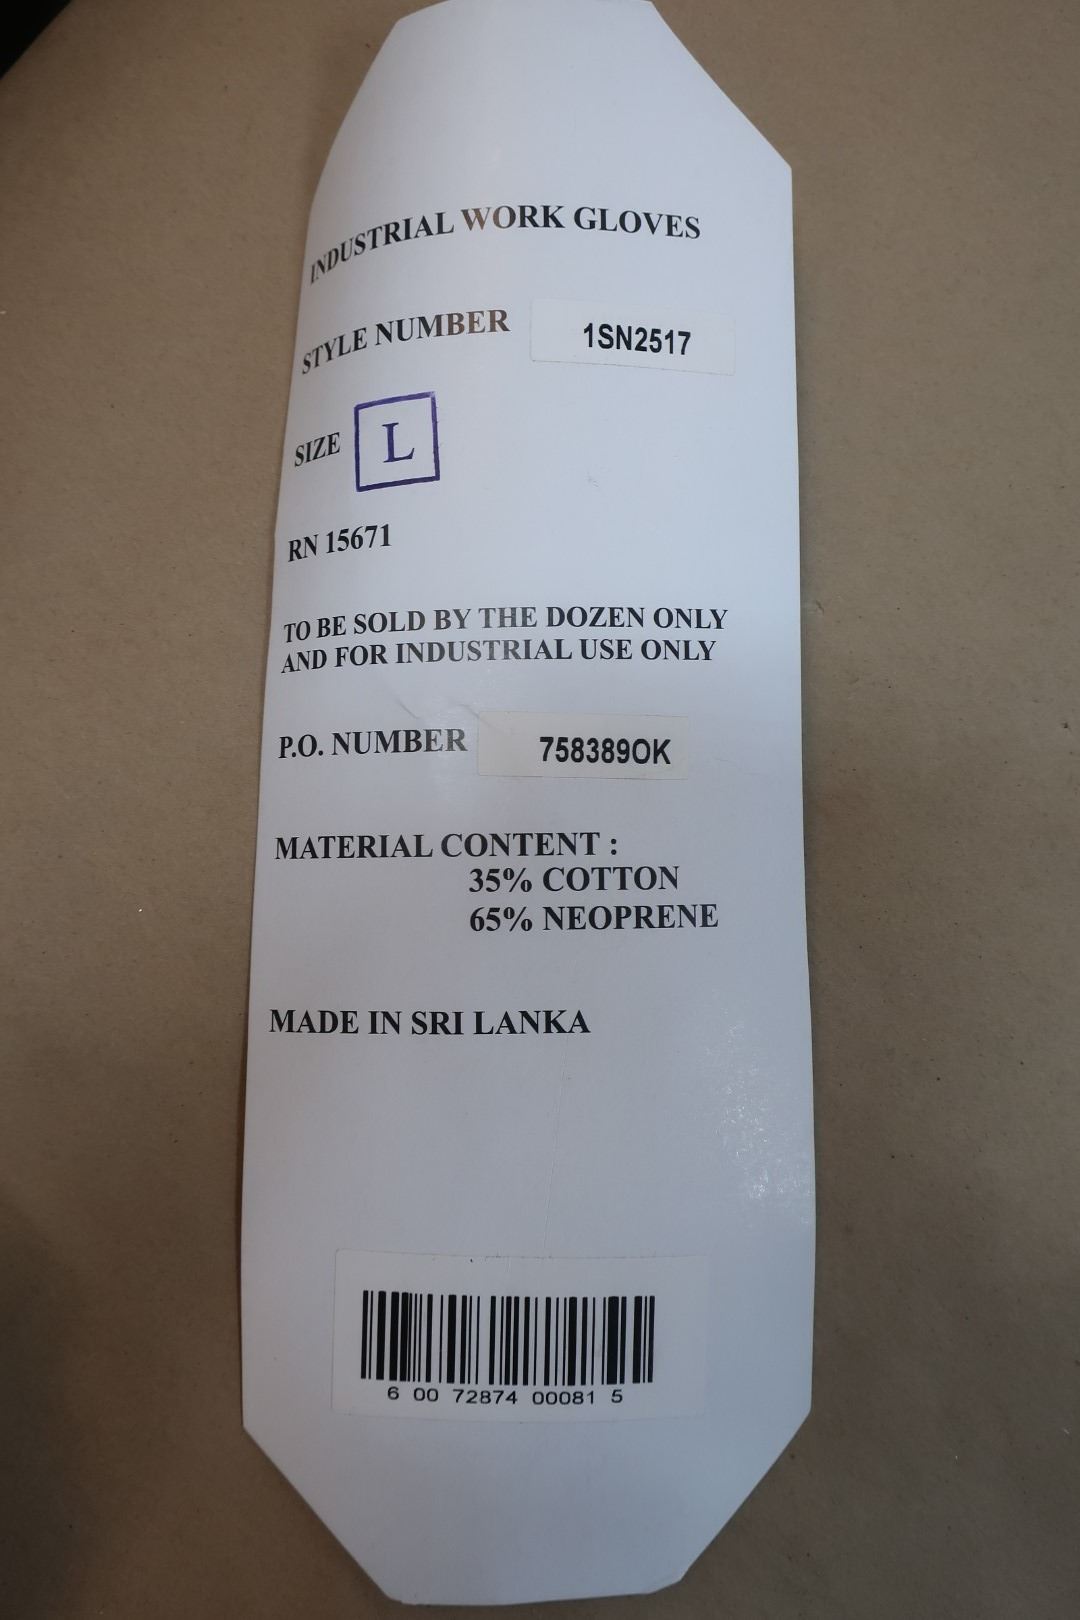 INDUSTRIAL WORK GLOVES
STYLE NUMBER 1SN2517
SIZE L
RN 15671
TO BE SOLD BY THE DOZEN ONLY
AND FOR INDUSTRIAL USE ONLY
P.O. NUMBER 758389OK
MATERIAL CONTENT :
35% COTTON
65% NEOPRENE
MADE IN SRI LANKA
6 00 72874 00081 5